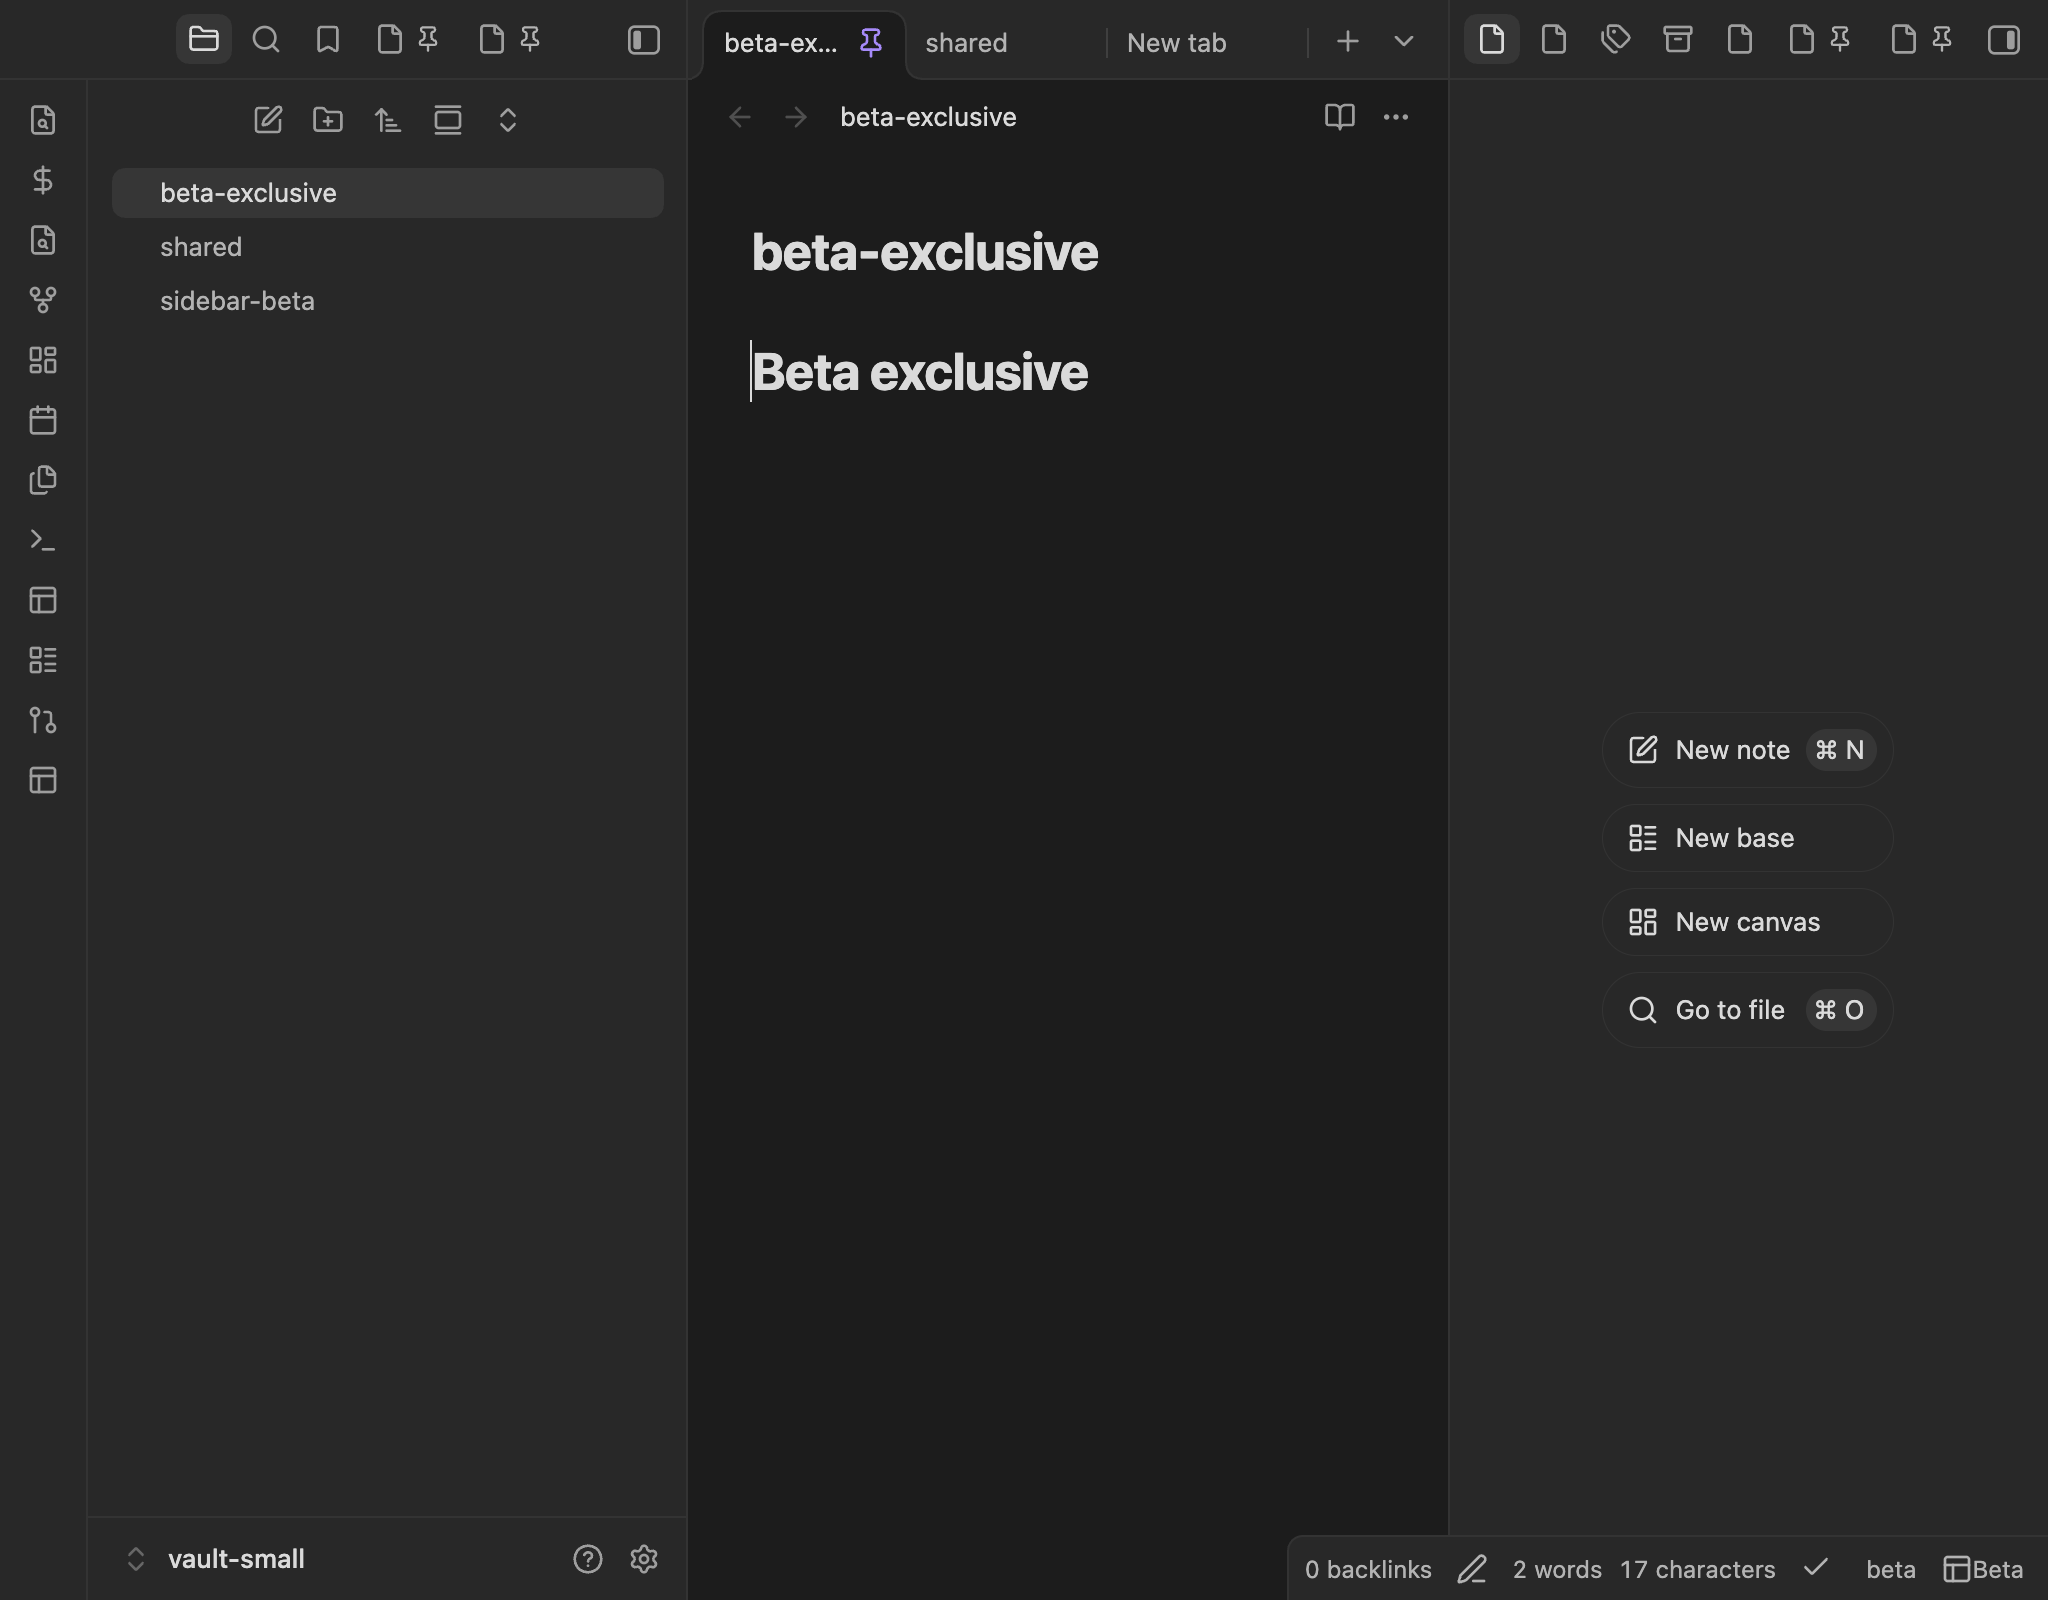 beta-ex...
shared
New tab
beta-exclusive
beta-exclusive
shared
sidebar-beta
beta-exclusive
Beta exclusive
New note ⌘ N
New base
New canvas
Go to file ⌘ O
vault-small
0 backlinks 2 words 17 characters beta Beta